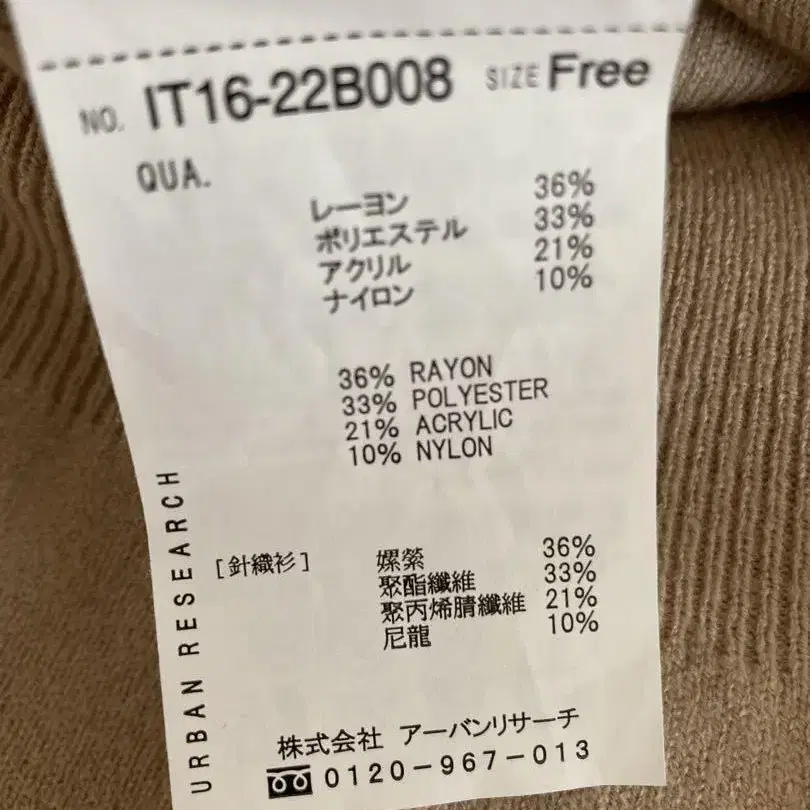 NO. IT16-22B008 SIZE Free
QUA.
レーヨン 36%
ポリエステル 33%
アクリル 21%
ナイロン 10%
36% RAYON
33% POLYESTER
21% ACRYLIC
10% NYLON
[針織衫] 嫘縈 36%
聚酯纖維 33%
聚丙烯腈纖維 21%
尼龍 10%
URBAN RESEARCH
株式会社 アーバンリサーチ
0120-967-013